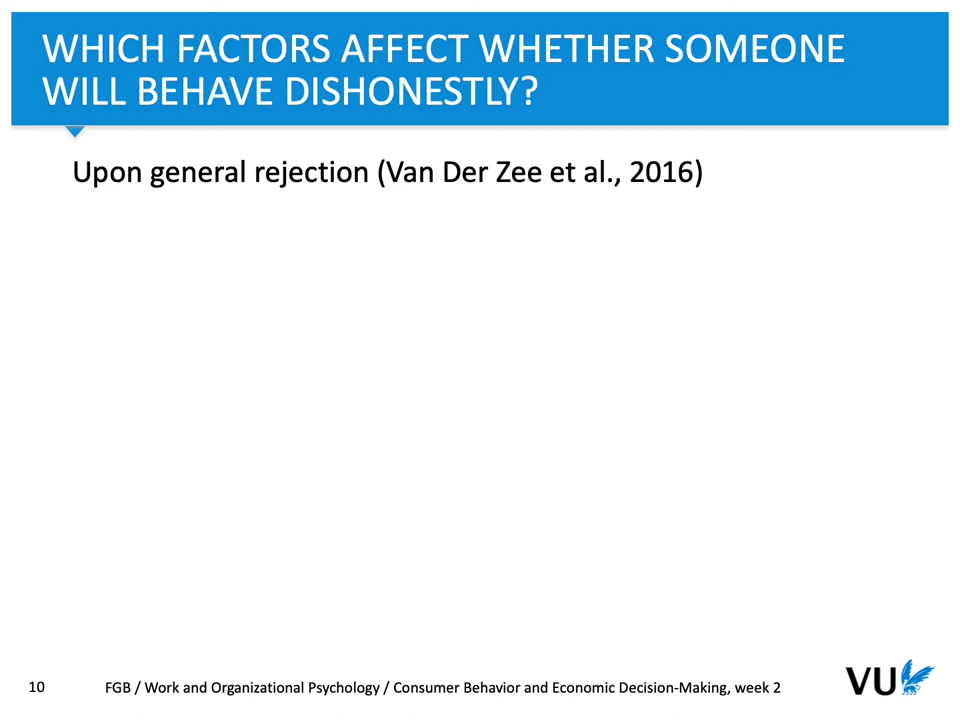 WHICH FACTORS AFFECT WHETHER SOMEONE
WILL BEHAVE DISHONESTLY?
Upon general rejection (Van Der Zee et al., 2016)
10
FGB / Work and Organizational Psychology / Consumer Behavior and Economic Decision-Making, week 2
VU